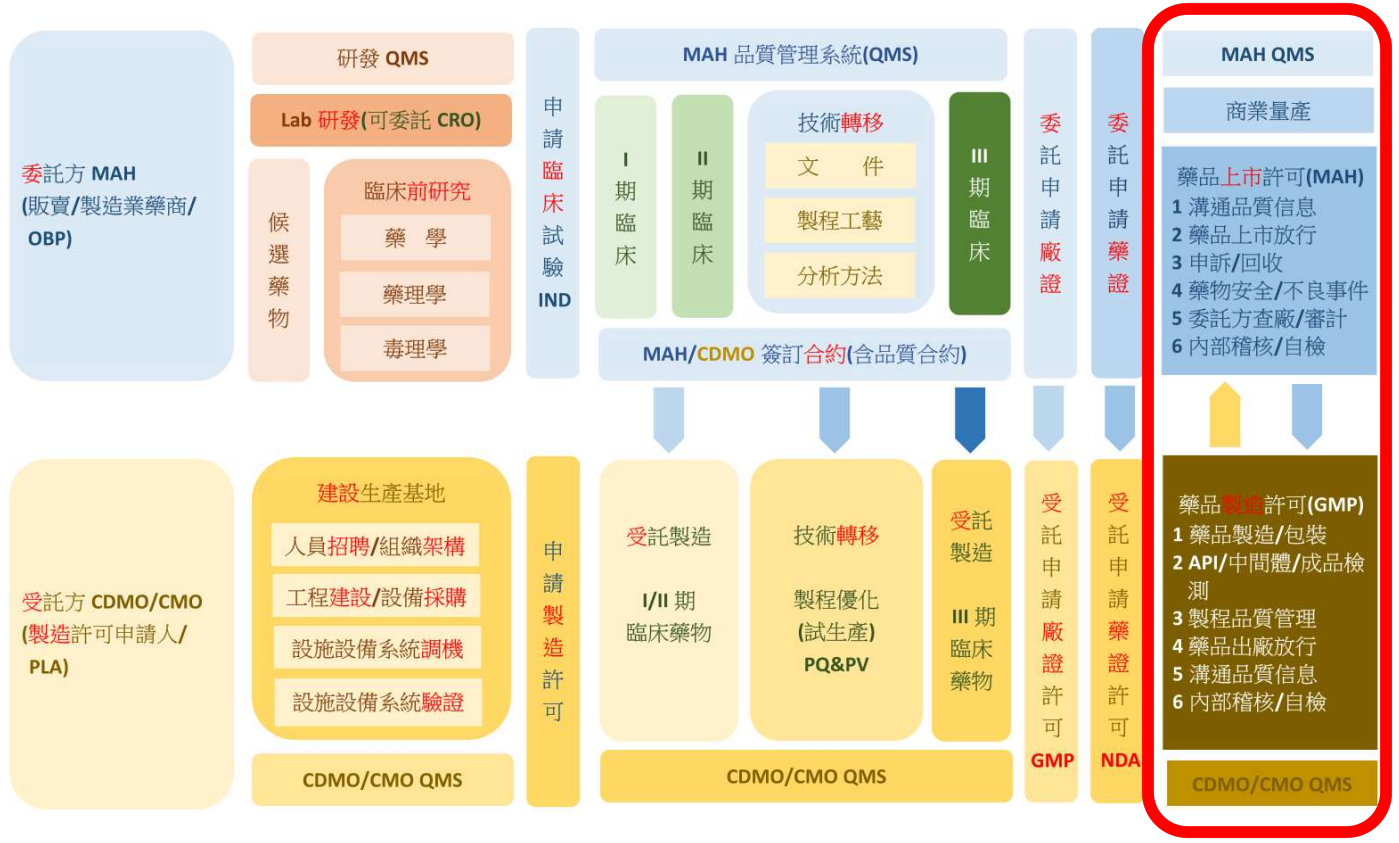 委託方 MAH
(販賣/製造業藥商/
OBP)
研發 QMS
Lab 研發(可委託 CRO)
候選藥物
臨床前研究
藥 學
藥理學
毒理學
申請臨床試驗
IND
MAH 品質管理系統(QMS)
I
期臨床
II
期臨床
技術轉移
文 件
製程工藝
分析方法
III
期臨床
MAH/CDMO 簽訂合約(含品質合約)
委託申請廠證
委託申請藥證
MAH QMS
商業量產
藥品上市許可(MAH)
1 溝通品質信息
2 藥品上市放行
3 申訴/回收
4 藥物安全/不良事件
5 委託方查廠/審計
6 內部稽核/自檢
受託方 CDMO/CMO
(製造許可申請人/
PLA)
建設生產基地
人員招聘/組織架構
工程建設/設備採購
設施設備系統調機
設施設備系統驗證
CDMO/CMO QMS
申請製造許可
受託製造
I/II 期
臨床藥物
技術轉移
製程優化
(試生產)
PQ&PV
受託
製造
III 期
臨床
藥物
CDMO/CMO QMS
受託申請廠證許可
GMP
受託申請藥證許可
NDA
藥品製造許可(GMP)
1 藥品製造/包裝
2 API/中間體/成品檢
測
3 製程品質管理
4 藥品出廠放行
5 溝通品質信息
6 內部稽核/自檢
CDMO/CMO QMS